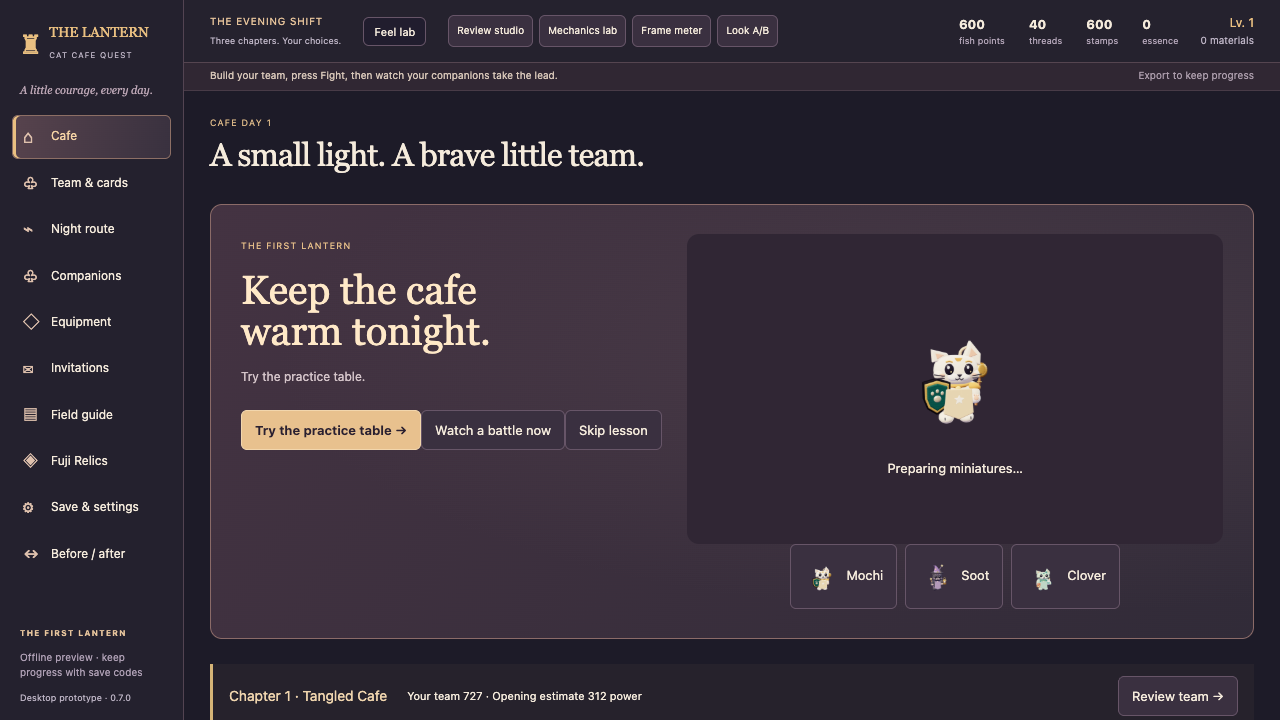 THE LANTERN
CAT CAFE QUEST
A little courage, every day.
Cafe
Team & cards
Night route
Companions
Equipment
Invitations
Field guide
Fuji Relics
Save & settings
Before / after
THE FIRST LANTERN
Offline preview · keep
progress with save codes
Desktop prototype · 0.7.0
THE EVENING SHIFT
Three chapters. Your choices.
Feel lab
Review studio
Mechanics lab
Frame meter
Look A/B
600
fish points
40
threads
600
stamps
0
essence
Lv. 1
0 materials
Build your team, press Fight, then watch your companions take the lead.
Export to keep progress
CAFE DAY 1
A small light. A brave little team.
THE FIRST LANTERN
Keep the cafe
warm tonight.
Try the practice table.
Try the practice table →
Watch a battle now
Skip lesson
Preparing miniatures...
Mochi
Soot
Clover
Chapter 1 · Tangled Cafe
Your team 727 · Opening estimate 312 power
Review team →